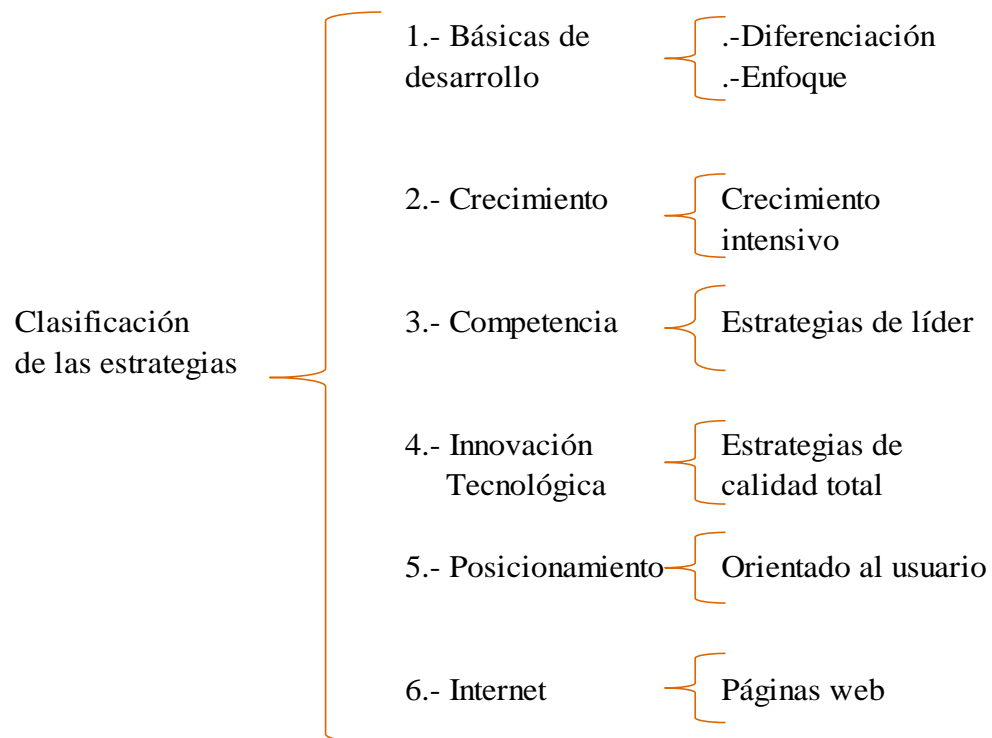 Clasificación
de las estrategias
1.- Básicas de
desarrollo
.-Diferenciación
.-Enfoque
2.- Crecimiento
Crecimiento
intensivo
3.- Competencia
Estrategias de líder
4.- Innovación
Tecnológica
Estrategias de
calidad total
5.- Posicionamiento
Orientado al usuario
6.- Internet
Páginas web